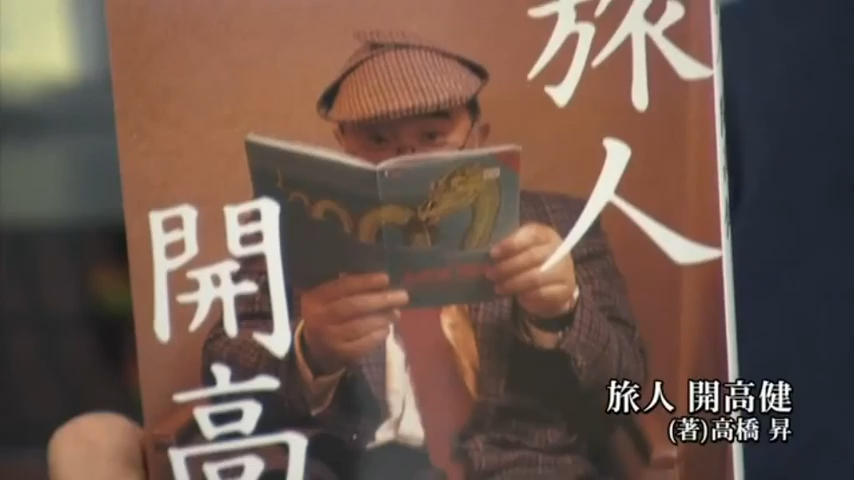 旅人
開高
旅人 開高健
(著)高橋 昇